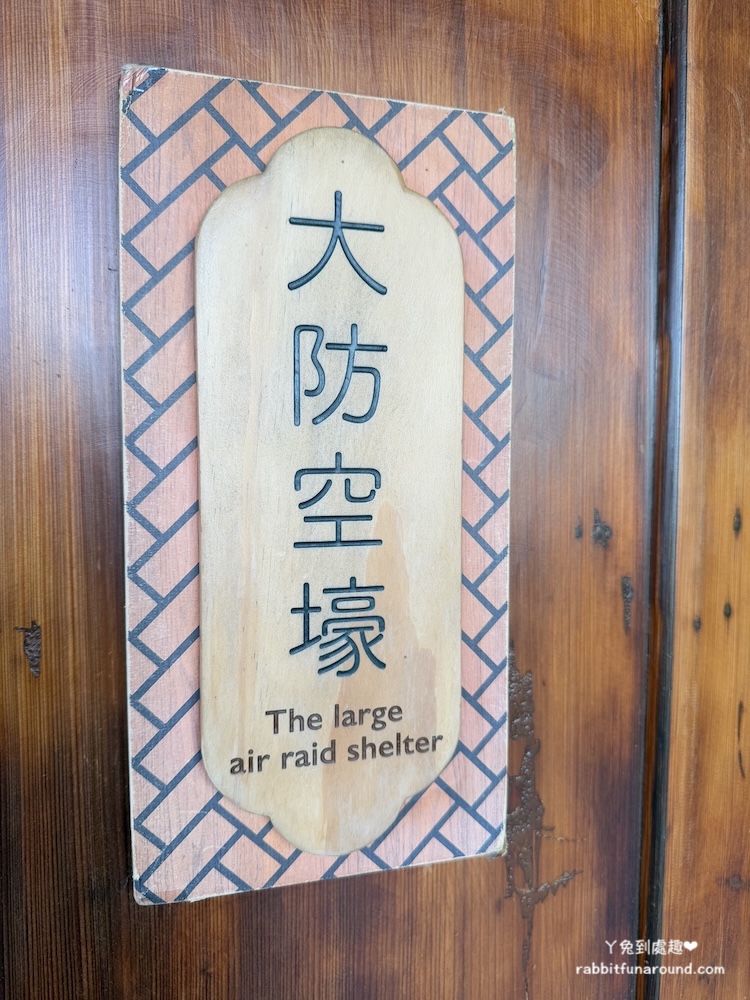 大防空壕
The large
air raid shelter
ㄚ兔到處趣❤
rabbitfunaround.com